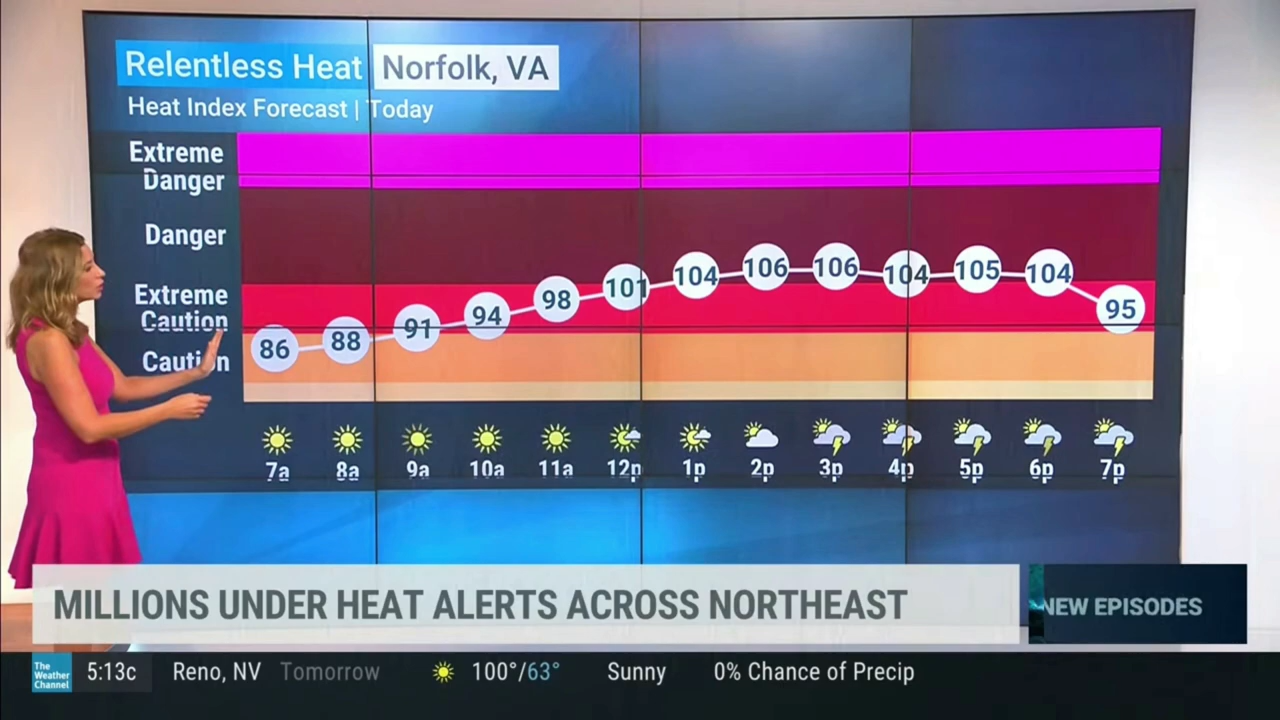 Relentless Heat Norfolk, VA
Heat Index Forecast | Today
Extreme
Danger
Danger
Extreme
Caution
Caution
86 88 91 94 98 101 104 106 106 104 105 104 95
7a 8a 9a 10a 11a 12p 1p 2p 3p 4p 5p 6p 7p
MILLIONS UNDER HEAT ALERTS ACROSS NORTHEAST
NEW EPISODES
The
Weather
Channel
5:13c Reno, NV Tomorrow 100°/63° Sunny 0% Chance of Precip